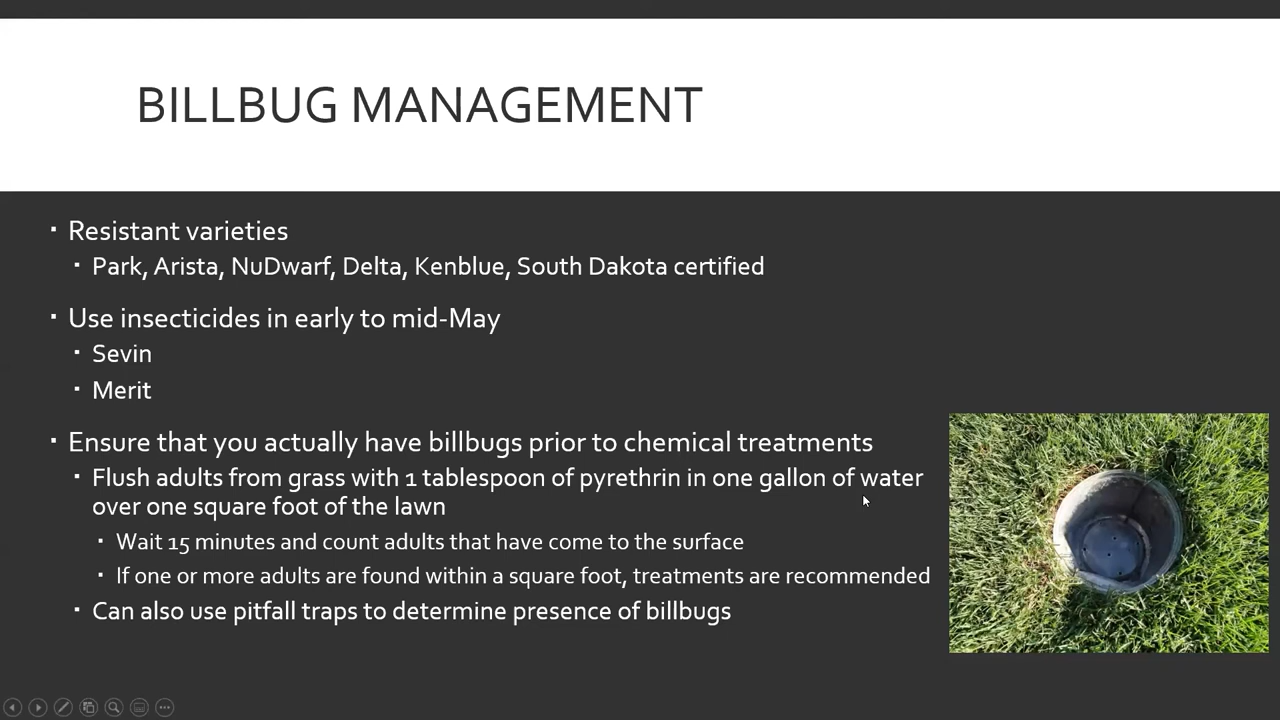 BILLBUG MANAGEMENT
▪ Resistant varieties
▪ Park, Arista, NuDwarf, Delta, Kenblue, South Dakota certified
▪ Use insecticides in early to mid-May
▪ Sevin
▪ Merit
▪ Ensure that you actually have billbugs prior to chemical treatments
▪ Flush adults from grass with 1 tablespoon of pyrethrin in one gallon of water
over one square foot of the lawn
▪ Wait 15 minutes and count adults that have come to the surface
▪ If one or more adults are found within a square foot, treatments are recommended
▪ Can also use pitfall traps to determine presence of billbugs